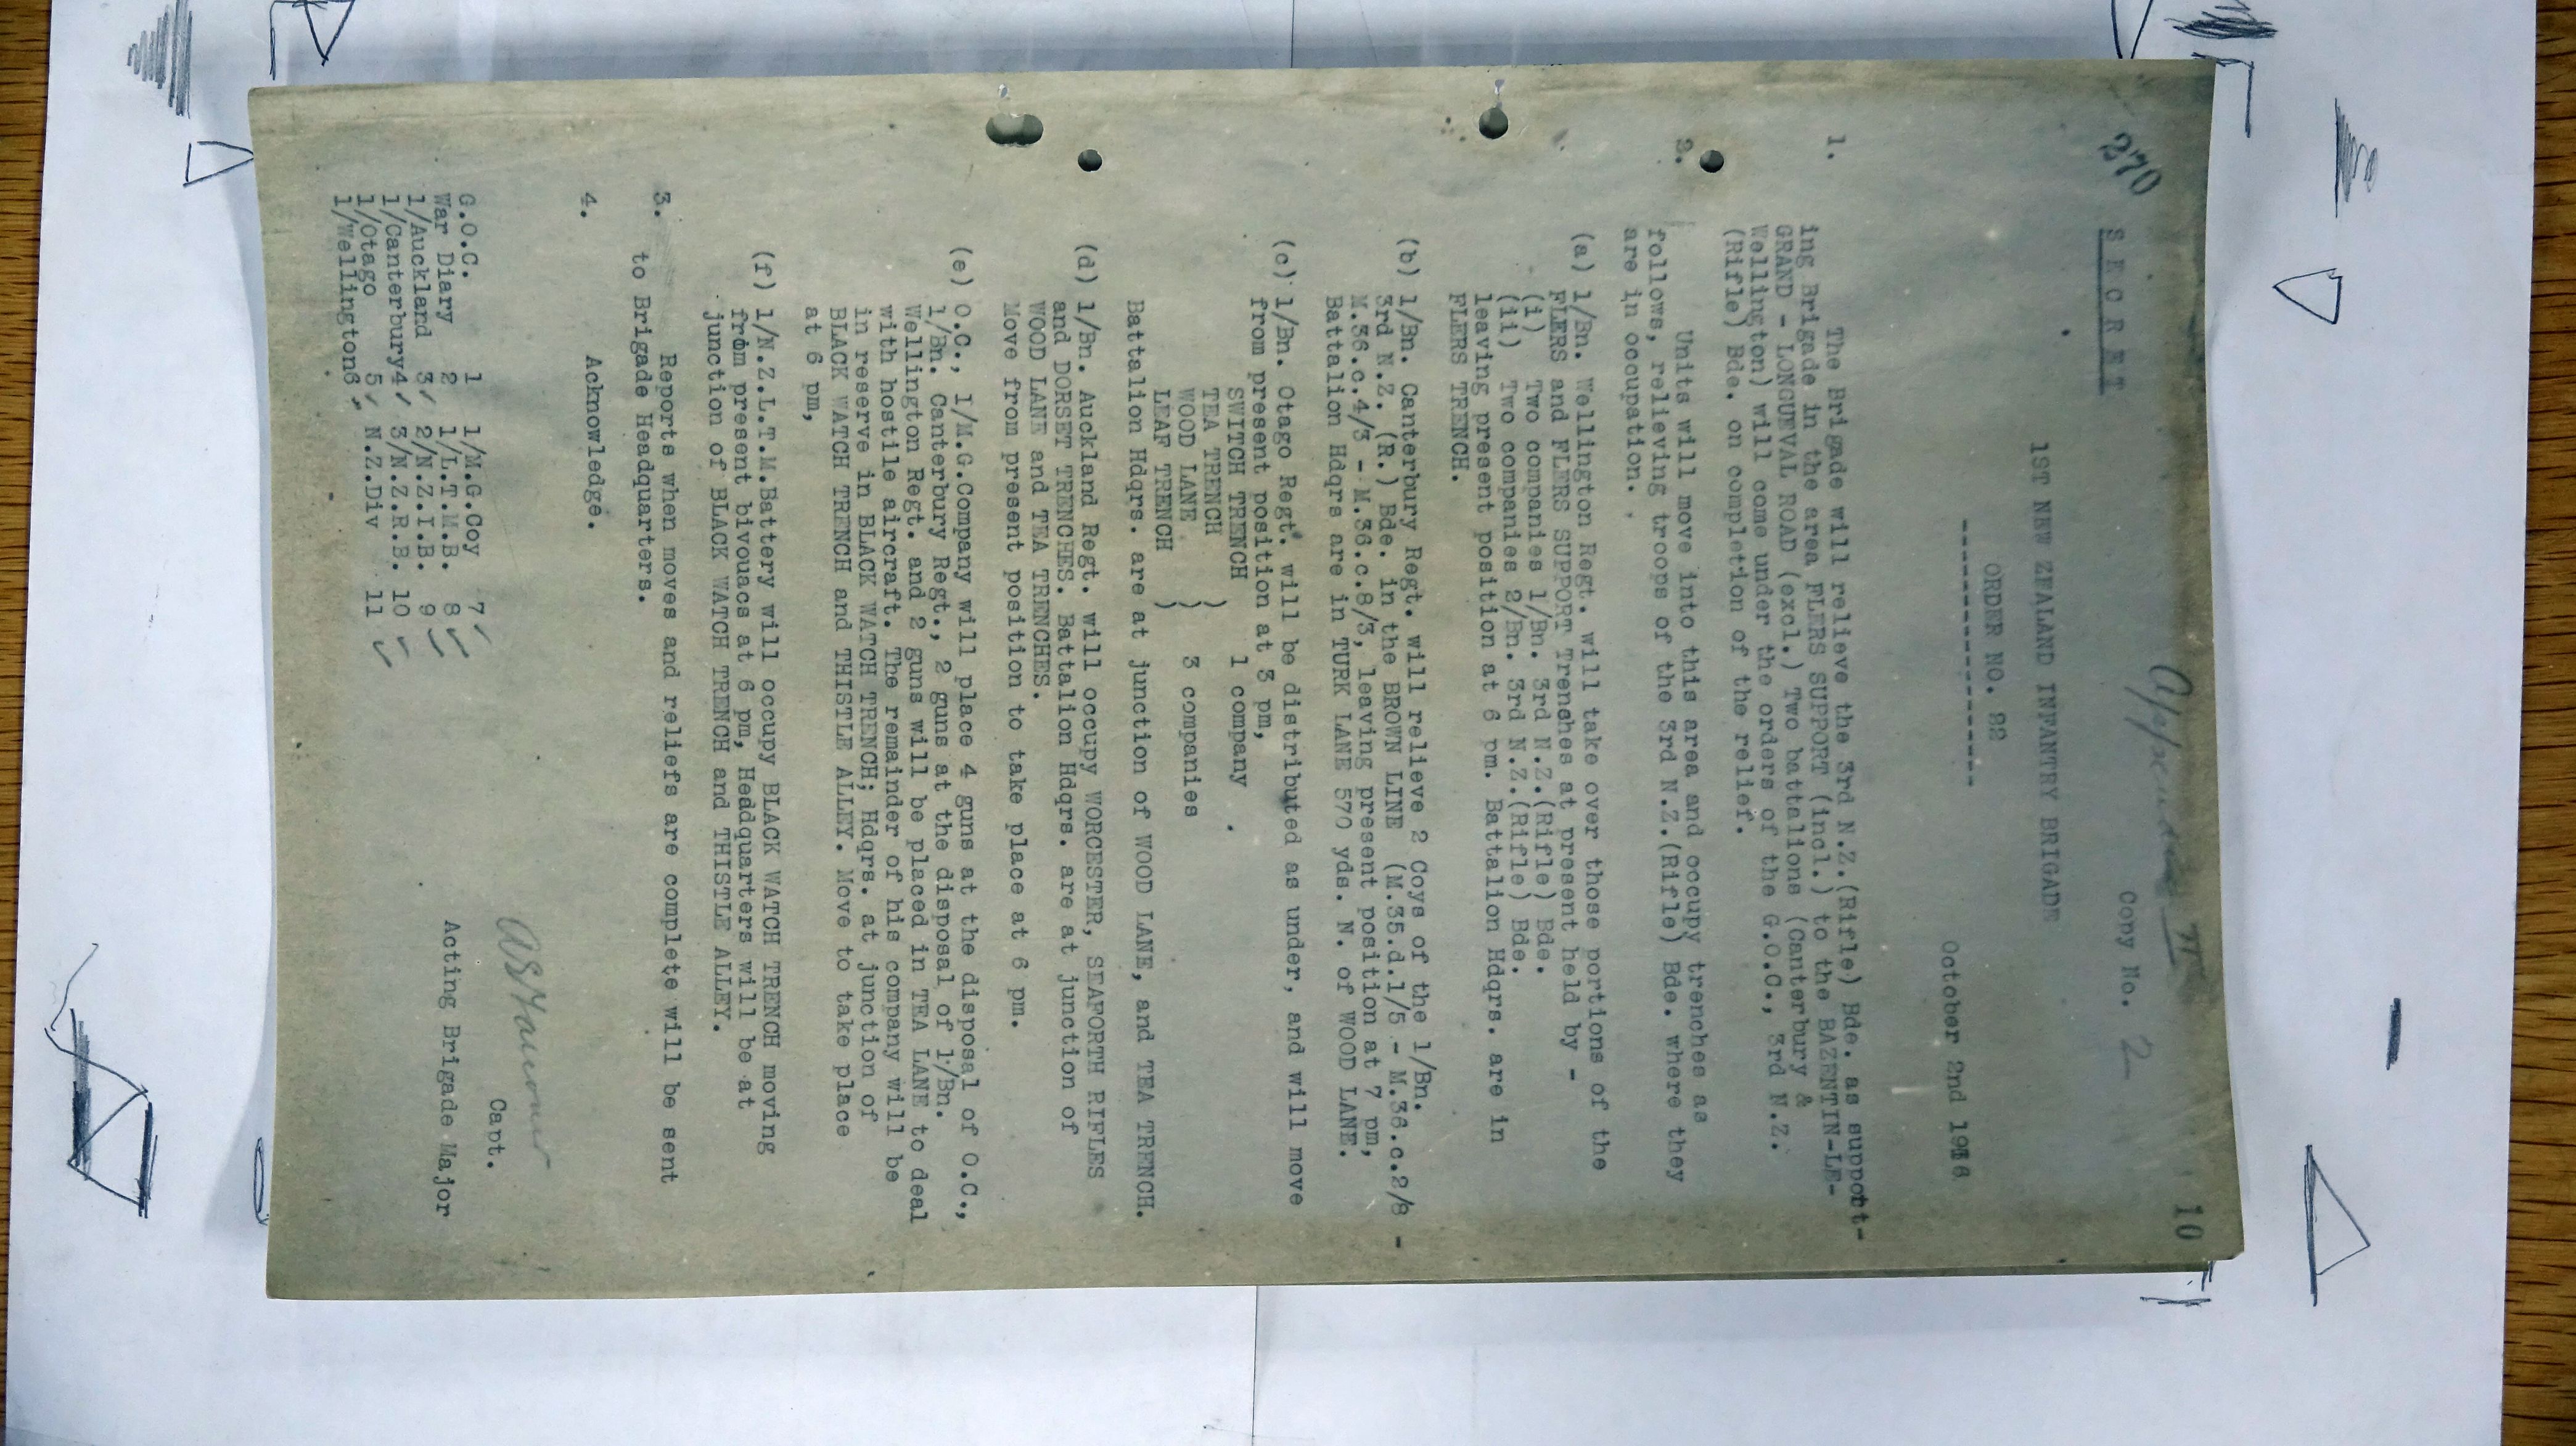 10
Appendix II
270
SECRET
Copy No. 2
1ST NEW ZEALAND INFANTRY BRIGADE
ORDER NO. 22
October 2nd 1916
1. The Brigade will relieve the 3rd N.Z.(Rifle) Bde. as support-
ing Brigade in the area FLERS SUPPORT (incl.) to the BAZENTIN-LE-
GRAND - LONGUEVAL ROAD (excl.) Two battalions (Canterbury &
Wellington) will come under the orders of the G.O.C., 3rd N.Z.
(Rifle) Bde. on completion of the relief.
2. Units will move into this area and occupy trenches as
follows, relieving troops of the 3rd N.Z.(Rifle) Bde. where they
are in occupation.
(a) 1/Bn. Wellington Regt. will take over those portions of the
FLERS and FLERS SUPPORT Trenches at present held by -
(i) Two companies 1/Bn. 3rd N.Z.(Rifle) Bde.
(ii) Two companies 2/Bn. 3rd N.Z.(Rifle) Bde.
leaving present position at 6 pm. Battalion Hdqrs. are in
FLERS TRENCH.
(b) 1/Bn. Canterbury Regt. will relieve 2 Coys of the 1/Bn.
3rd N.Z. (R.) Bde. in the BROWN LINE (M.35.d.1/5 - M.36.c.2/8 -
M.36.c.4/3 - M.36.c.8/3, leaving present position at 7 pm,
Battalion Hdqrs are in TURK LANE 570 yds. N. of WOOD LANE.
(c) 1/Bn. Otago Regt. will be distributed as under, and will move
from present position at 3 pm,
SWITCH TRENCH 1 company
TEA TRENCH )
WOOD LANE ) 3 companies
LEAF TRENCH )
Battalion Hdqrs. are at junction of WOOD LANE, and TEA TRENCH.
(d) 1/Bn. Auckland Regt. will occupy WORCESTER, SEAFORTH RIFLES
and DORSET TRENCHES. Battalion Hdqrs. are at junction of
WOOD LANE and TEA TRENCHES.
Move from present position to take place at 6 pm.
(e) O.C., 1/M.G.Company will place 4 guns at the disposal of O.C.,
1/Bn. Canterbury Regt., 2 guns at the disposal of 1/Bn.
Wellington Regt. and 2 guns will be placed in TEA LANE to deal
with hostile aircraft. The remainder of his company will be
in reserve in BLACK WATCH TRENCH; Hdqrs. at junction of
BLACK WATCH TRENCH and THISTLE ALLEY. Move to take place
at 6 pm,
(f) 1/N.Z.L.T.M.Battery will occupy BLACK WATCH TRENCH moving
from present bivouacs at 6 pm, Headquarters will be at
junction of BLACK WATCH TRENCH and THISTLE ALLEY.
3. Reports when moves and reliefs are complete will be sent
to Brigade Headquarters.
4. Acknowledge.
Capt.
Acting Brigade Major
G.O.C. 1 1/M.G.Coy 7
War Diary 2 1/L.T.M.B. 8
1/Auckland 3 2/N.Z.I.B. 9
1/Canterbury4 3/N.Z.R.B. 10
1/Otago 5 N.Z.Div 11
1/Wellington6